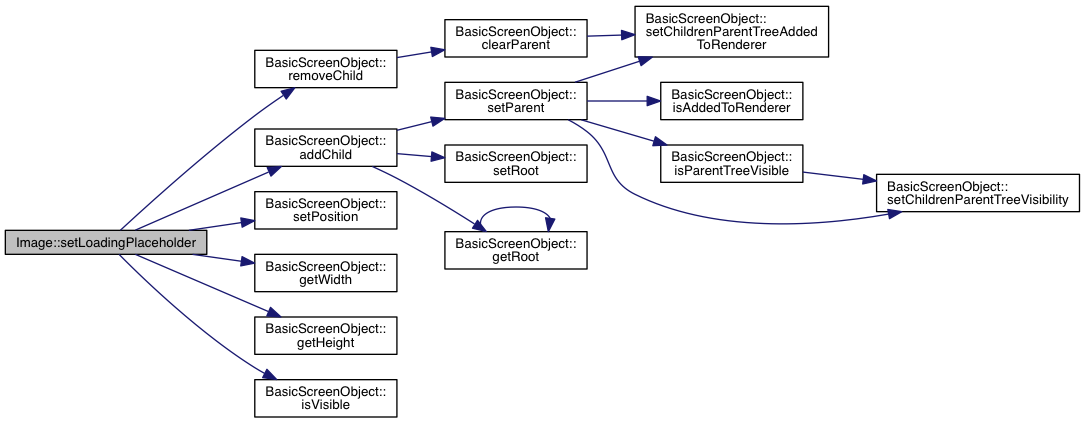 Image::setLoadingPlaceholder
BasicScreenObject::
removeChild
BasicScreenObject::
addChild
BasicScreenObject::
setPosition
BasicScreenObject::
getWidth
BasicScreenObject::
getHeight
BasicScreenObject::
isVisible
BasicScreenObject::
clearParent
BasicScreenObject::
setParent
BasicScreenObject::
setRoot
BasicScreenObject::
getRoot
BasicScreenObject::
setChildrenParentTreeAdded
ToRenderer
BasicScreenObject::
isAddedToRenderer
BasicScreenObject::
isParentTreeVisible
BasicScreenObject::
setChildrenParentTreeVisibility